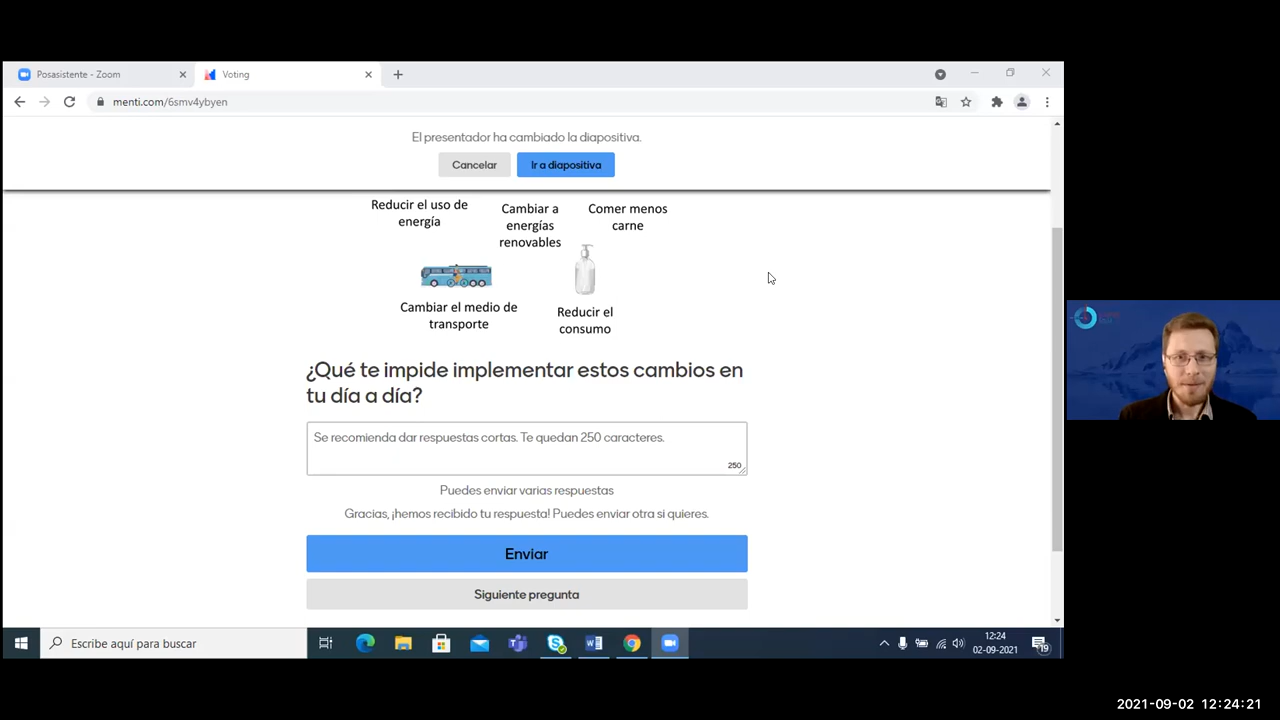 Posasistente - Zoom
Voting
menti.com/6smv4ybyen
El presentador ha cambiado la diapositiva.
Cancelar
Ir a diapositiva
Reducir el uso de
energía
Cambiar a
energías
renovables
Comer menos
carne
Cambiar el medio de
transporte
Reducir el
consumo
¿Qué te impide implementar estos cambios en
tu día a día?
Se recomienda dar respuestas cortas. Te quedan 250 caracteres.
250
Puedes enviar varias respuestas
Gracias, ¡hemos recibido tu respuesta! Puedes enviar otra si quieres.
Enviar
Siguiente pregunta
Escribe aquí para buscar
12:24
02-09-2021
19
2021-09-02 12:24:21